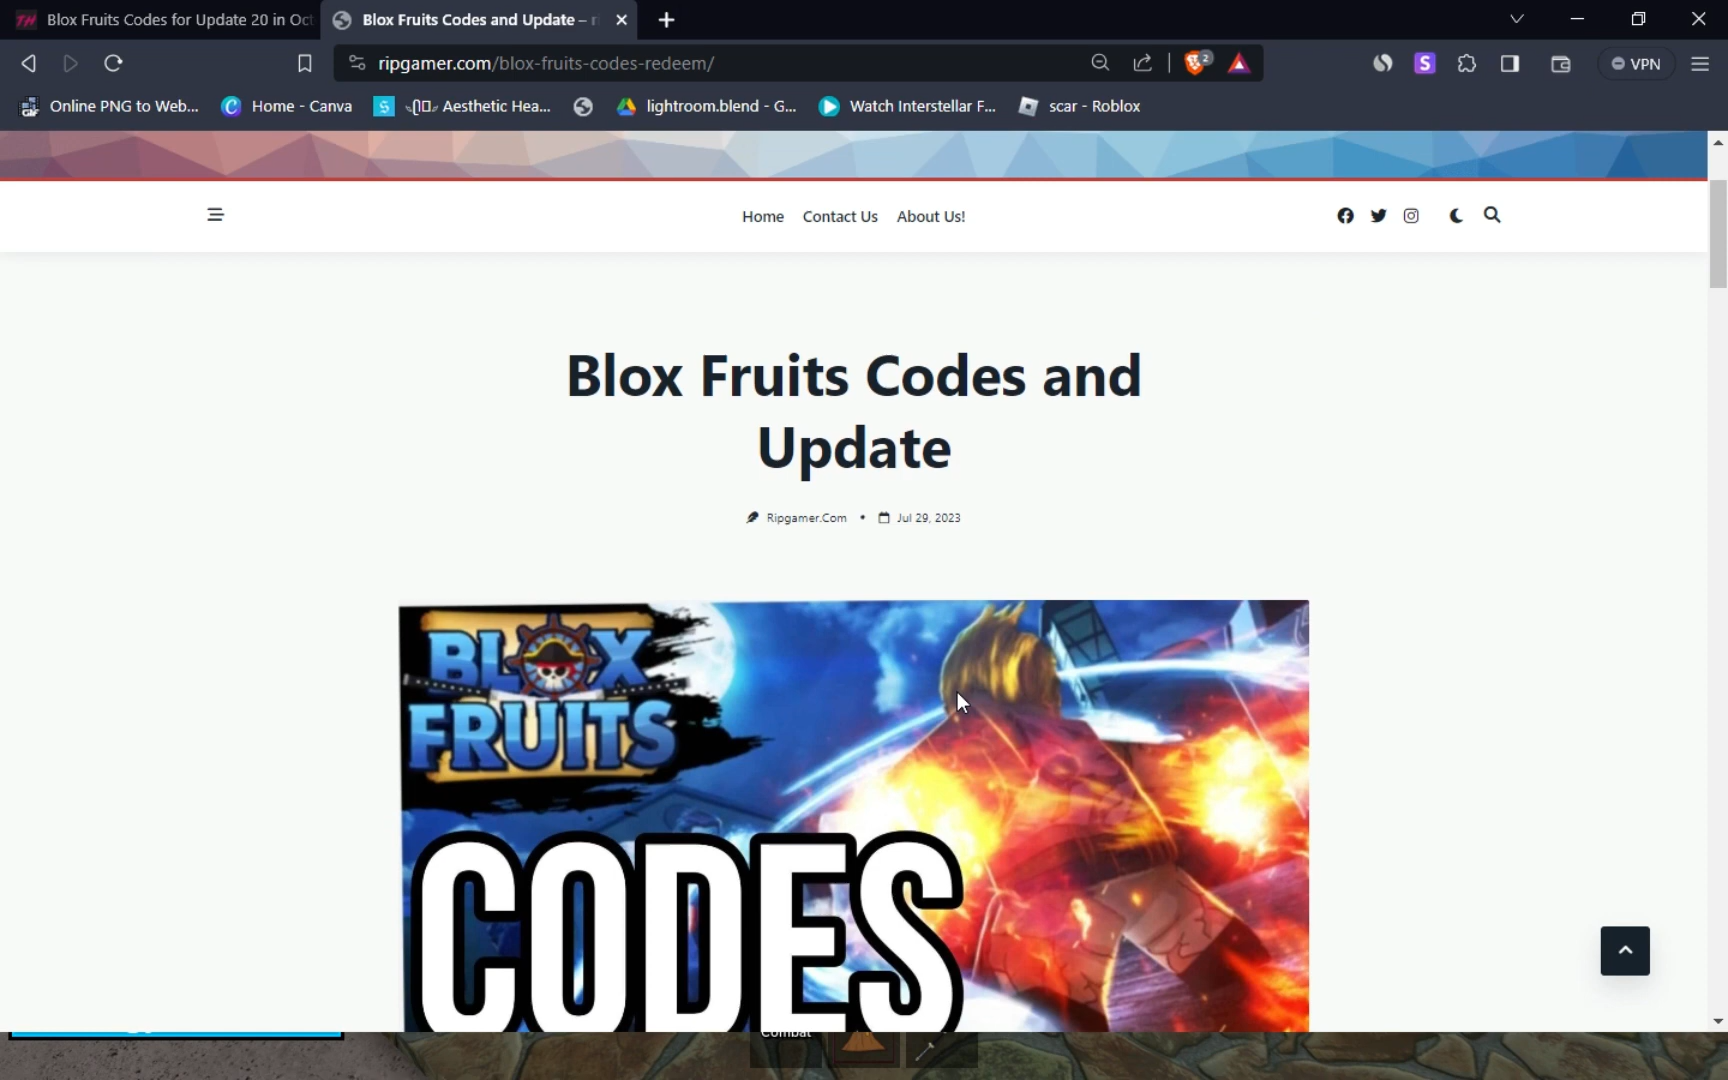 Blox Fruits Codes for Update 20 in Oct
Blox Fruits Codes and Update –
ripgamer.com/blox-fruits-codes-redeem/
2
S
VPN
Online PNG to Web...
Home - Canva
Aesthetic Hea...
lightroom.blend - G...
Watch Interstellar F...
scar - Roblox
Home
Contact Us
About Us!
Blox Fruits Codes and
Update
Ripgamer.Com • Jul 29, 2023
BLOX
FRUITS
CODES
Combat